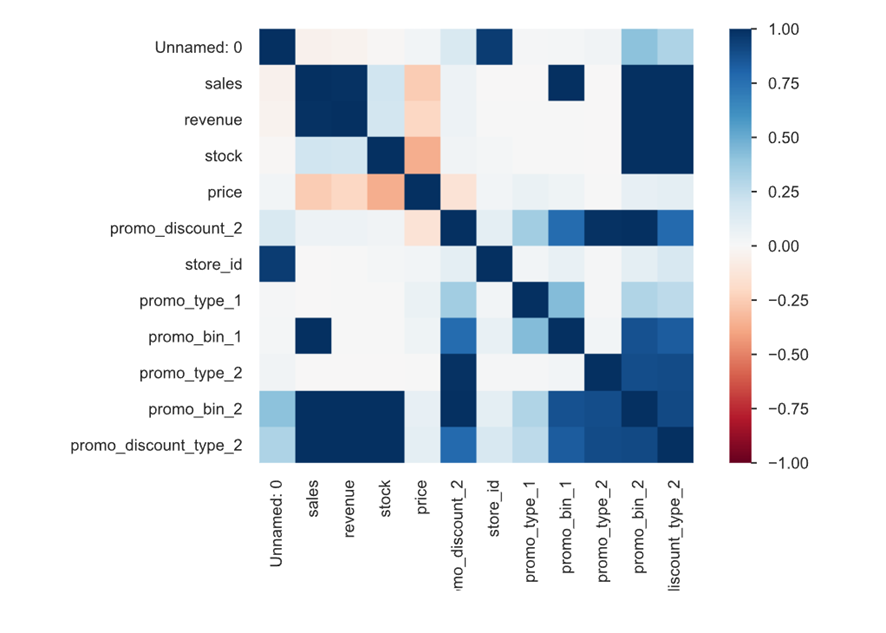 Unnamed: 0
sales
revenue
stock
price
promo_discount_2
store_id
promo_type_1
promo_bin_1
promo_type_2
promo_bin_2
promo_discount_type_2
Unnamed: 0
sales
revenue
stock
price
mo_discount_2
store_id
promo_type_1
promo_bin_1
promo_type_2
promo_bin_2
liscount_type_2
1.00
0.75
0.50
0.25
0.00
−0.25
−0.50
−0.75
−1.00